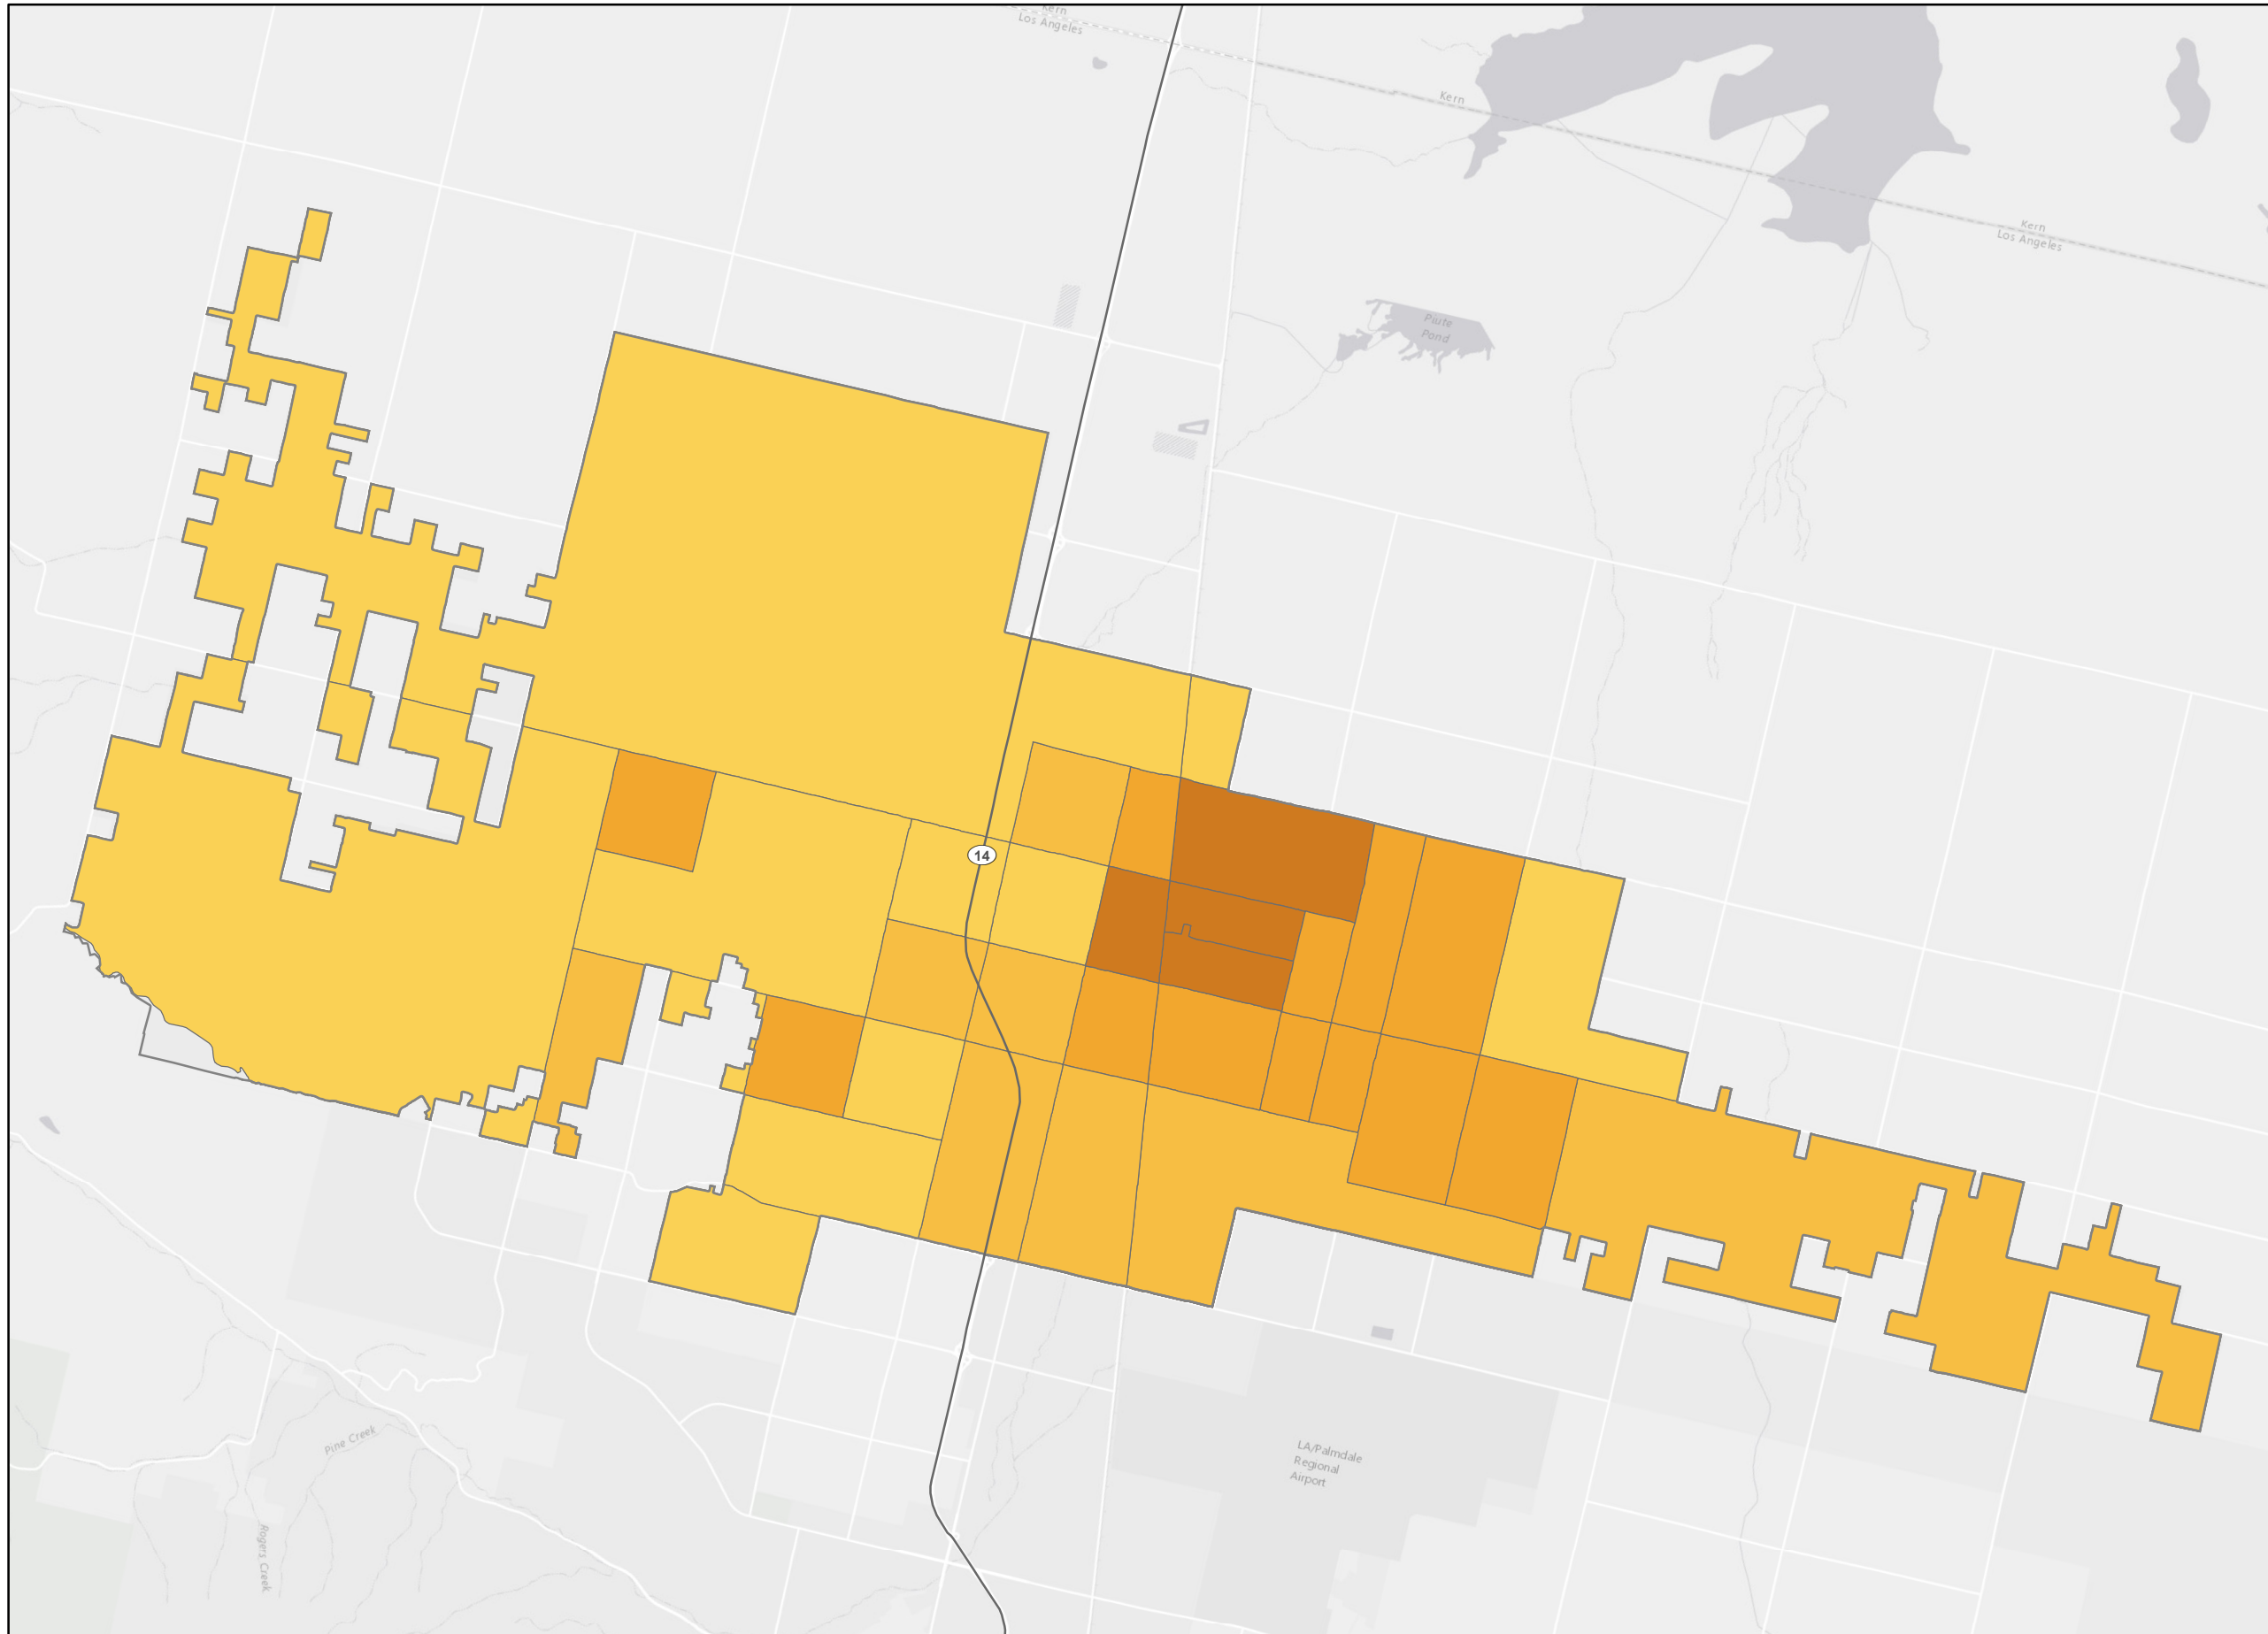 Kern
Los Angeles
Kern
Kern
Los Angeles
Piute
Pond
14
LA/Palmdale
Regional
Airport
Pine Creek
Rogers Creek